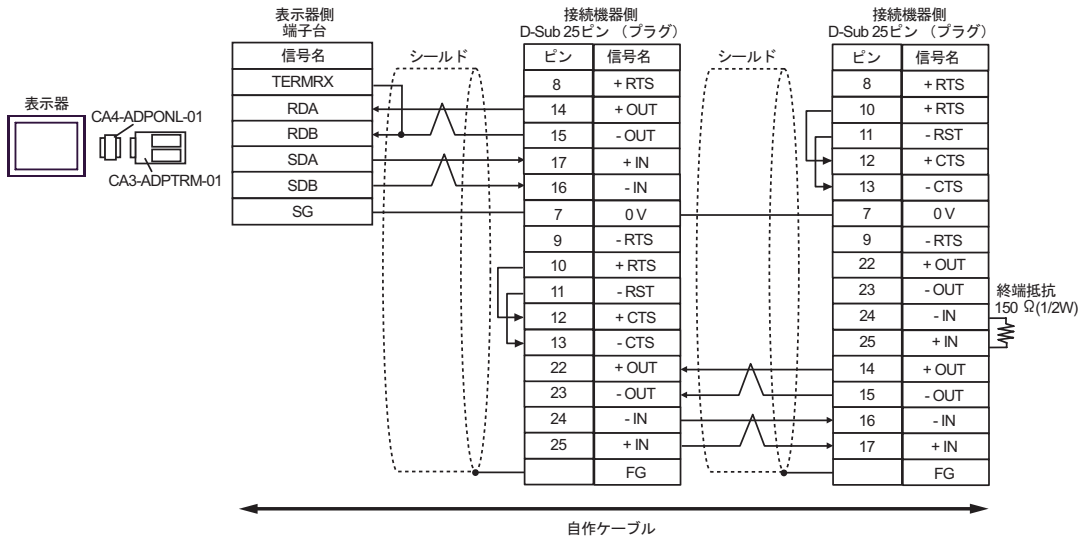 表示器
CA4-ADPONL-01
CA3-ADPTRM-01
表示器側
端子台
信号名
TERMRX
RDA
RDB
SDA
SDB
SG
シールド
接続機器側
D-Sub 25ピン （プラグ）
ピン 信号名
8 + RTS
14 + OUT
15 - OUT
17 + IN
16 - IN
7 0 V
9 - RTS
10 + RTS
11 - RST
12 + CTS
13 - CTS
22 + OUT
23 - OUT
24 - IN
25 + IN
FG
シールド
接続機器側
D-Sub 25ピン （プラグ）
ピン 信号名
8 + RTS
10 + RTS
11 - RST
12 + CTS
13 - CTS
7 0 V
9 - RTS
22 + OUT
23 - OUT
24 - IN
25 + IN
14 + OUT
15 - OUT
16 - IN
17 + IN
FG
終端抵抗
150 Ω(1/2W)
自作ケーブル